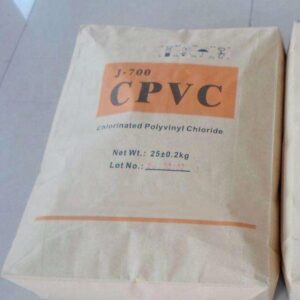 J-700
CPVC
Chlorinated Polyvinyl Chloride
Net Wt.: 25±0.2kg
Lot No.: